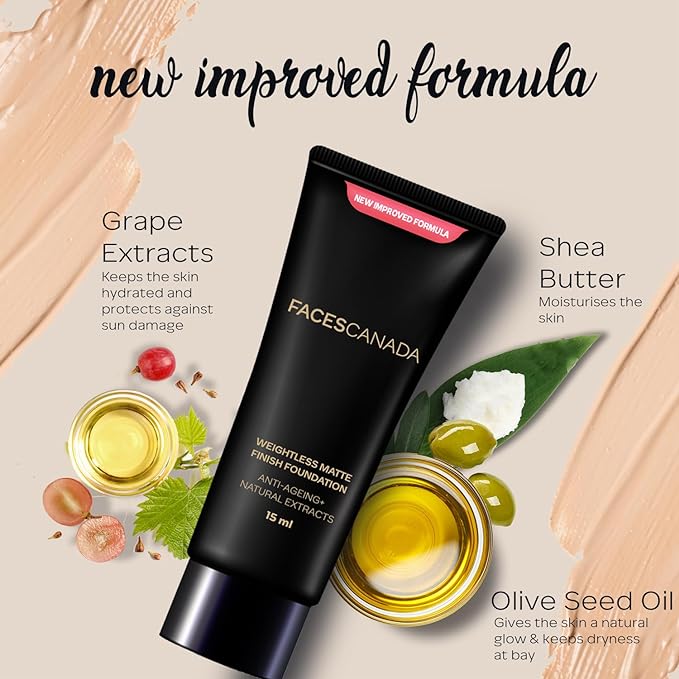 new improved formula
NEW IMPROVED FORMULA
Grape
Extracts
Keeps the skin
hydrated and
protects against
sun damage
Shea
Butter
Moisturises the
skin
FACESCANADA
WEIGHTLESS MATTE
FINISH FOUNDATION
ANTI-AGEING+
NATURAL EXTRACTS
15 ml
Olive Seed Oil
Gives the skin a natural
glow & keeps dryness
at bay